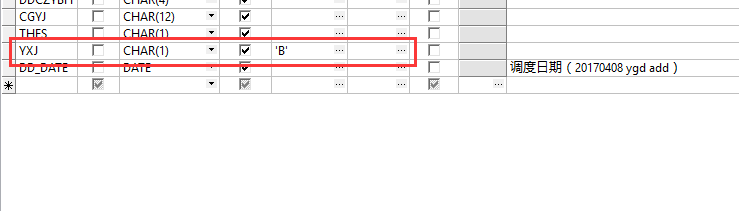 CGYJ CHAR(12)
THFS CHAR(1)
YXJ CHAR(1) 'B'
DD_DATE DATE 调度日期（20170408 ygd add）